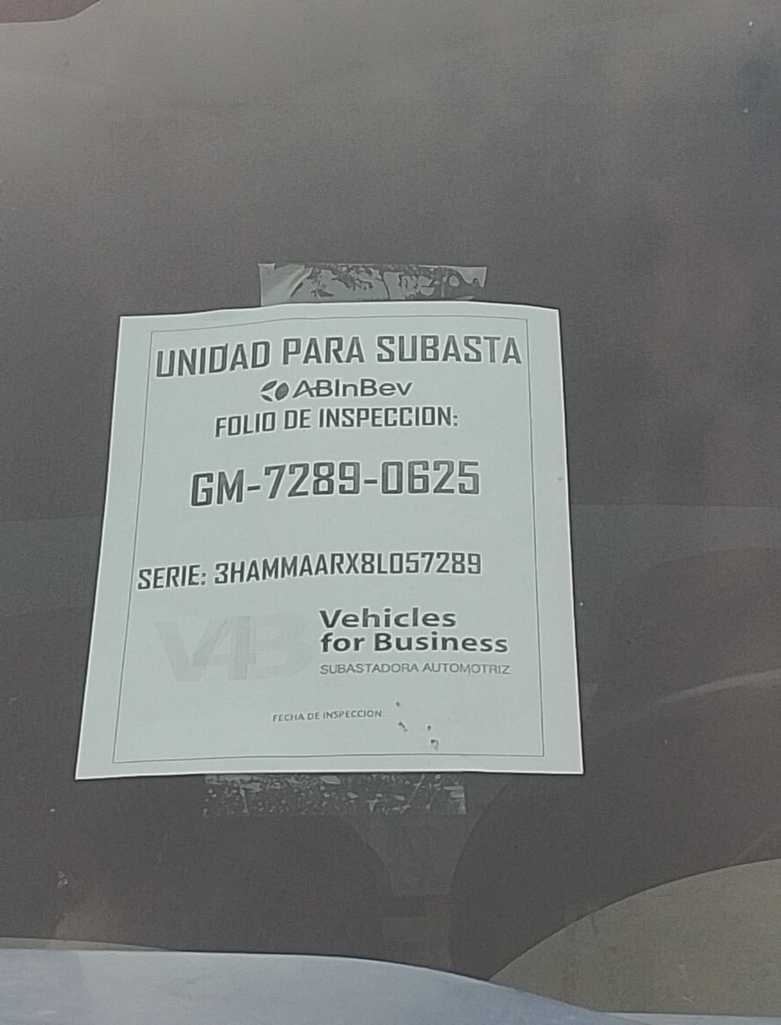 UNIDAD PARA SUBASTA
ABInBev
FOLIO DE INSPECCION:
GM-7289-0625
SERIE: 3HAMMAARX8L057289
V4B
Vehicles
for Business
SUBASTADORA AUTOMOTRIZ
FECHA DE INSPECCION: